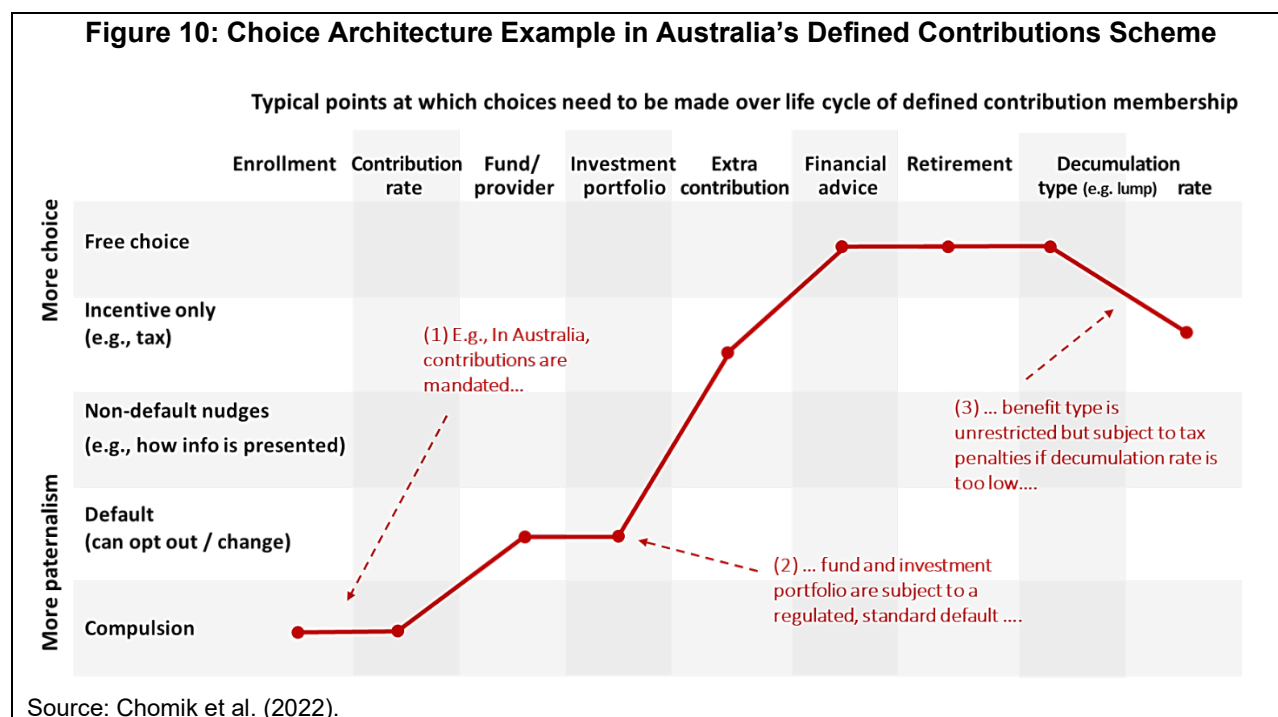 Figure 10: Choice Architecture Example in Australia’s Defined Contributions Scheme
Typical points at which choices need to be made over life cycle of defined contribution membership
Enrollment
Contribution
rate
Fund/
provider
Investment
portfolio
Extra
contribution
Financial
advice
Retirement
Decumulation
type (e.g. lump) rate
More choice
More paternalism
Free choice
Incentive only
(e.g., tax)
Non-default nudges
(e.g., how info is presented)
Default
(can opt out / change)
Compulsion
(1) E.g., In Australia,
contributions are
mandated...
(3) ... benefit type is
unrestricted but subject to tax
penalties if decumulation rate is
too low....
(2) ... fund and investment
portfolio are subject to a
regulated, standard default ....
Source: Chomik et al. (2022).